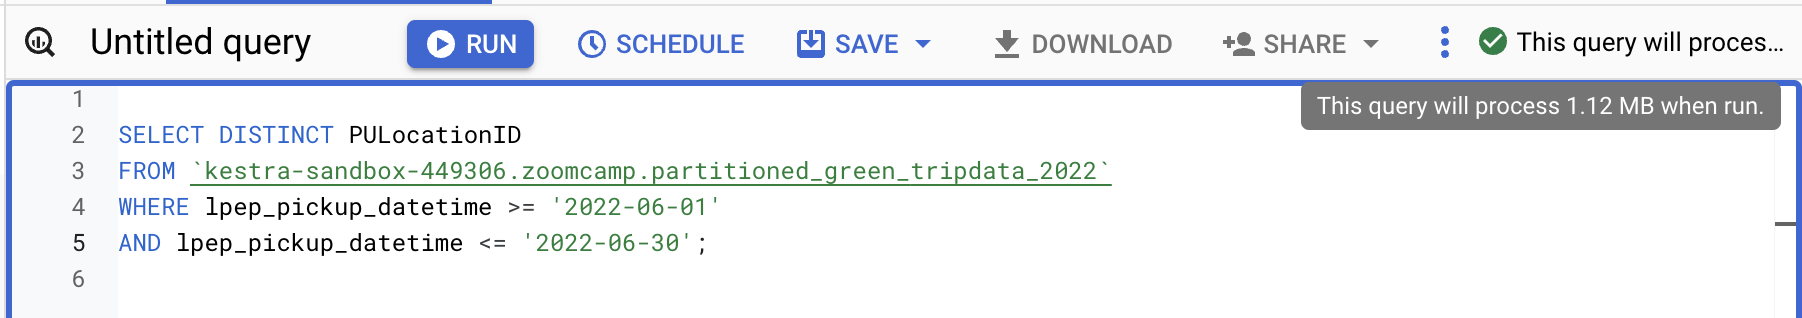 Untitled query RUN SCHEDULE SAVE DOWNLOAD SHARE This query will proces...
This query will process 1.12 MB when run.
1
2 SELECT DISTINCT PULocationID
3 FROM `kestra-sandbox-449306.zoomcamp.partitioned_green_tripdata_2022`
4 WHERE lpep_pickup_datetime >= '2022-06-01'
5 AND lpep_pickup_datetime <= '2022-06-30';
6